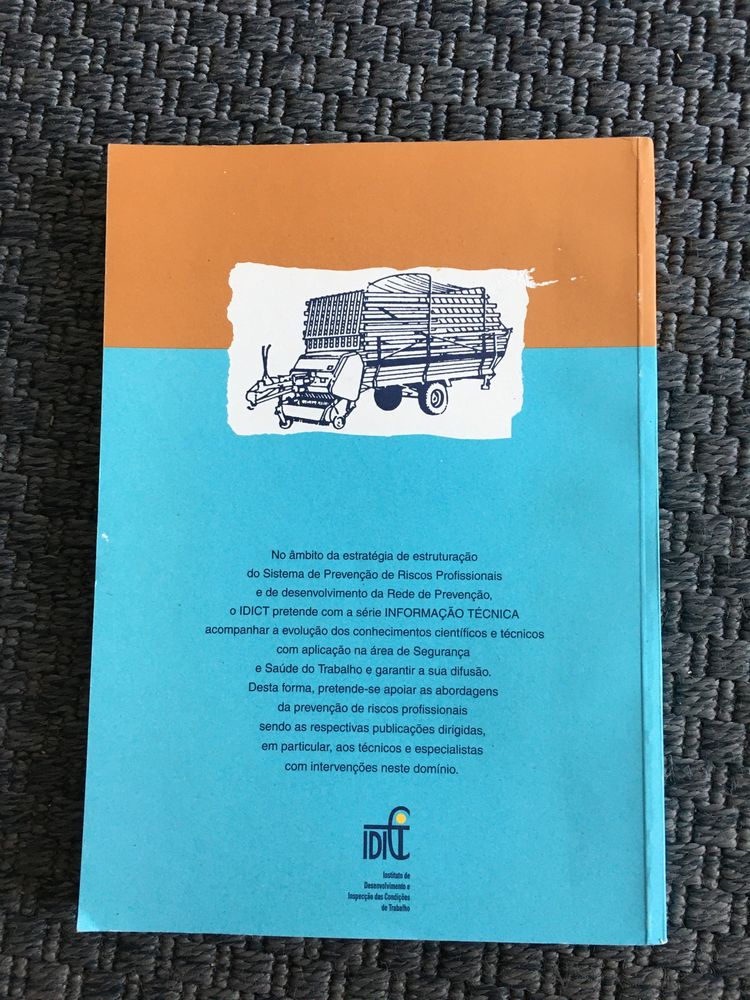 No âmbito da estratégia de estruturação
do Sistema de Prevenção de Riscos Profissionais
e de desenvolvimento da Rede de Prevenção,
o IDICT pretende com a série INFORMAÇÃO TÉCNICA
acompanhar a evolução dos conhecimentos científicos e técnicos
com aplicação na área de Segurança
e Saúde do Trabalho e garantir a sua difusão.
Desta forma, pretende-se apoiar as abordagens
da prevenção de riscos profissionais
sendo as respectivas publicações dirigidas,
em particular, aos técnicos e especialistas
com intervenções neste domínio.
IDICT
Instituto de
Desenvolvimento e
Inspecção das Condições
de Trabalho